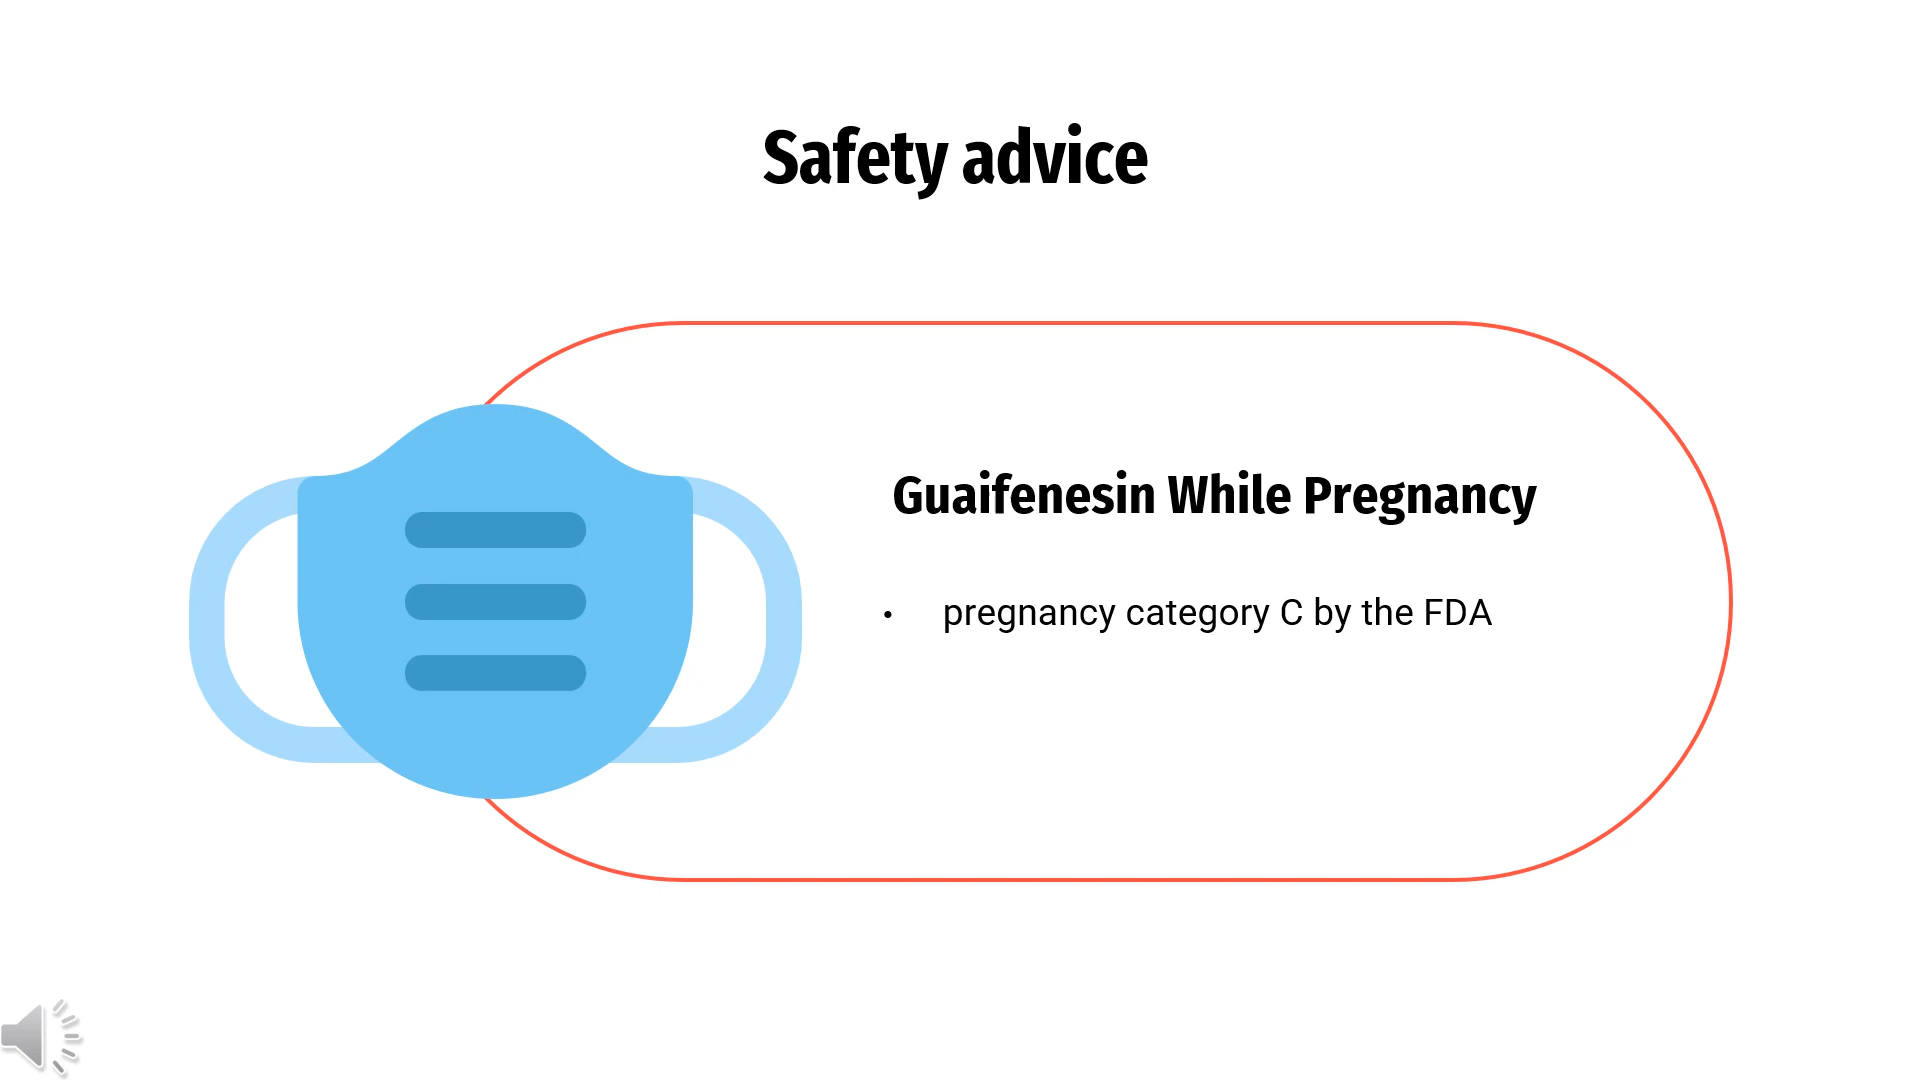 Safety advice
Guaifenesin While Pregnancy
• pregnancy category C by the FDA